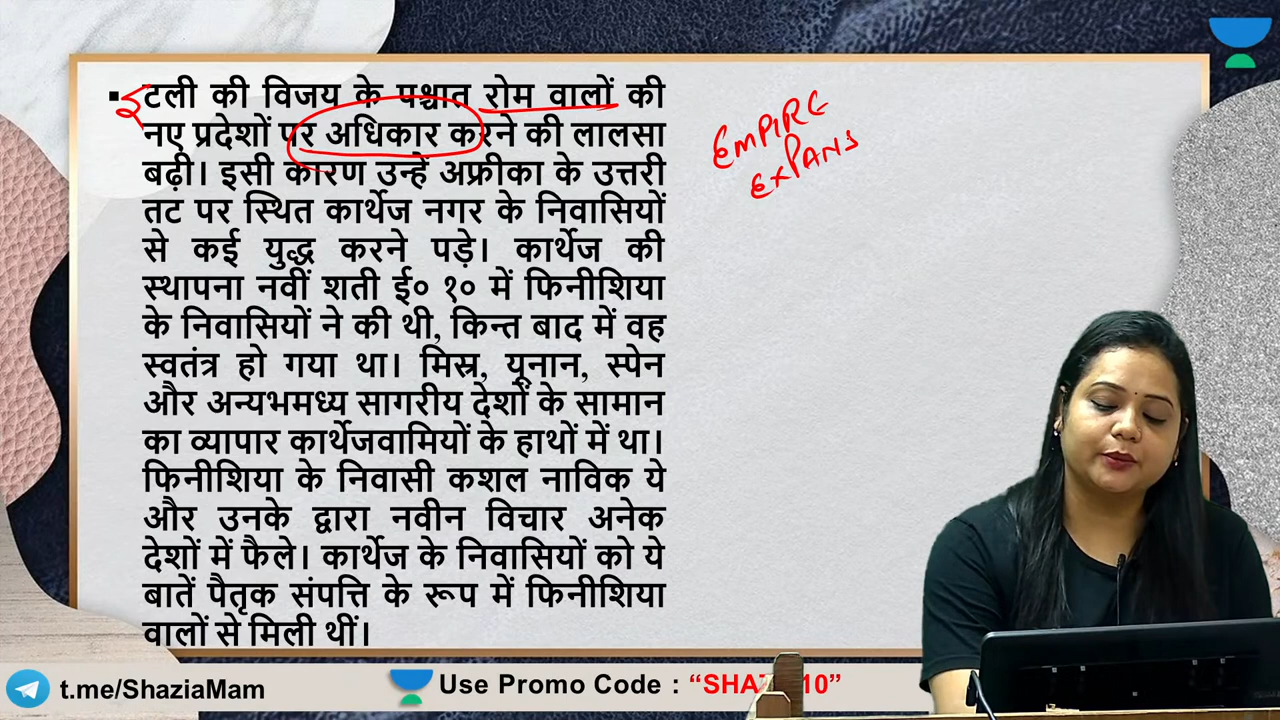 ▪ इटली की विजय के पश्चात रोम वालों की
नए प्रदेशों पर अधिकार करने की लालसा
बढ़ी। इसी कारण उन्हें अफ्रीका के उत्तरी
तट पर स्थित कार्थेज नगर के निवासियों
से कई युद्ध करने पड़े। कार्थेज की
स्थापना नवीं शती ई० १० में फिनीशिया
के निवासियों ने की थी, किन्त बाद में वह
स्वतंत्र हो गया था। मिस्र, यूनान, स्पेन
और अन्यभमध्य सागरीय देशों के सामान
का व्यापार कार्थेजवामियों के हाथों में था।
फिनीशिया के निवासी कशल नाविक ये
और उनके द्वारा नवीन विचार अनेक
देशों में फैले। कार्थेज के निवासियों को ये
बातें पैतृक संपत्ति के रूप में फिनीशिया
वालों से मिली थीं।
EMPIRE
EXPANS
t.me/ShaziaMam
Use Promo Code : “SHA 10”